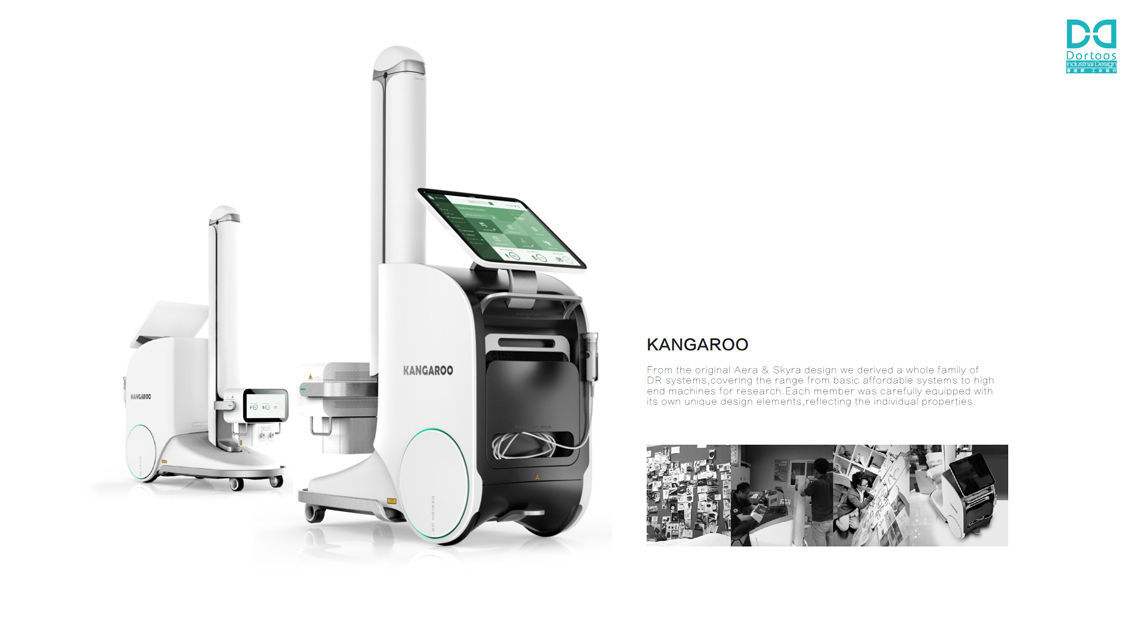 Dortoos
Industrial Design
KANGAROO
KANGAROO
KANGAROO
From the original Aera & Skyra design we derived a whole family of
DR systems,covering the range from basic affordable systems to high
end machines for research.Each member was carefully equipped with
its own unique design elements,reflecting the individual properties.